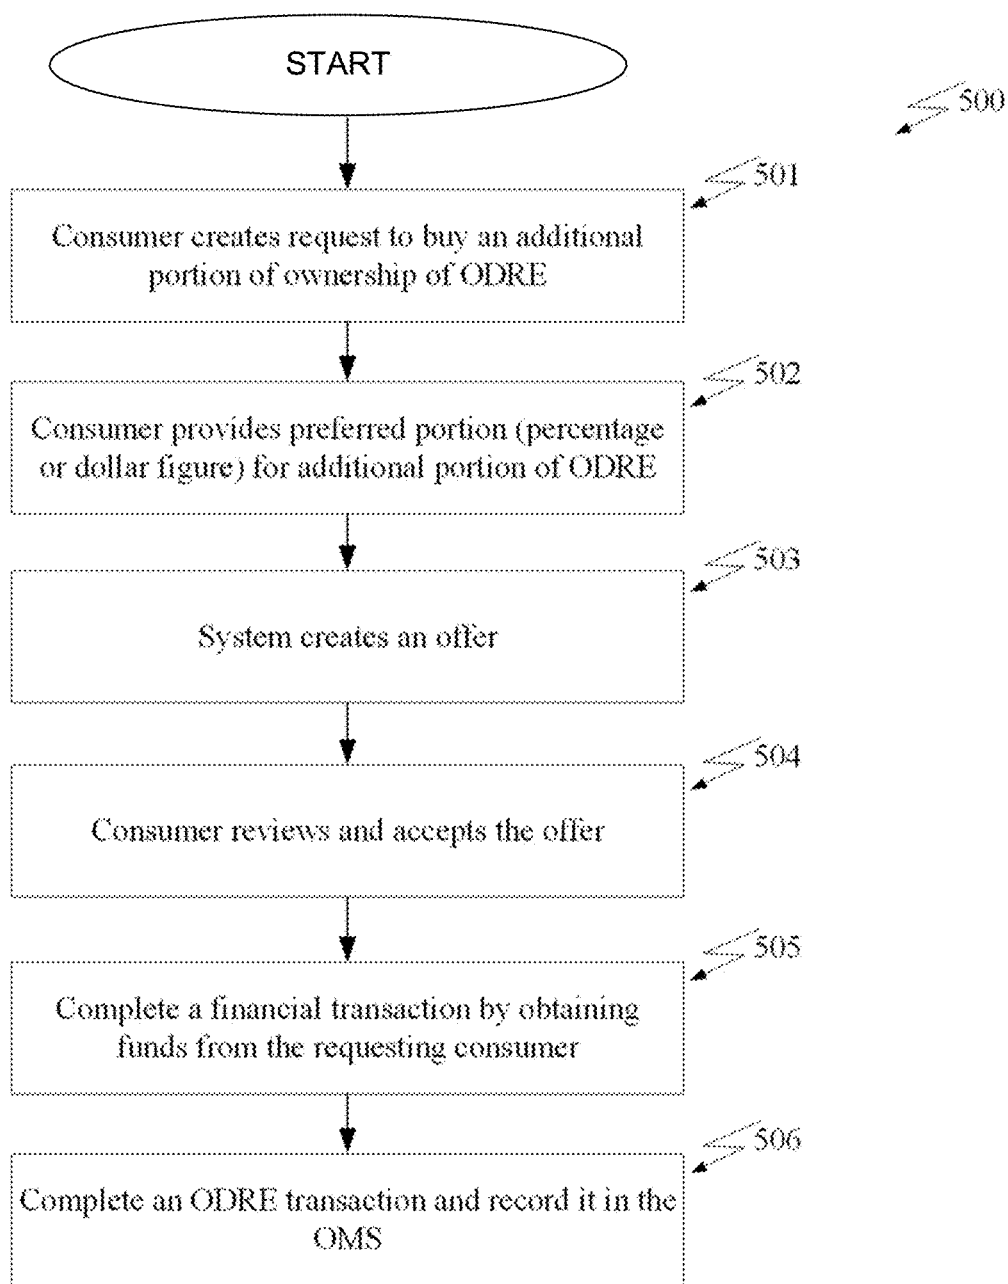 START
500
501
Consumer creates request to buy an additional
portion of ownership of ODRE
502
Consumer provides preferred portion (percentage
or dollar figure) for additional portion of ODRE
503
System creates an offer
504
Consumer reviews and accepts the offer
505
Complete a financial transaction by obtaining
funds from the requesting consumer
506
Complete an ODRE transaction and record it in the
OMS